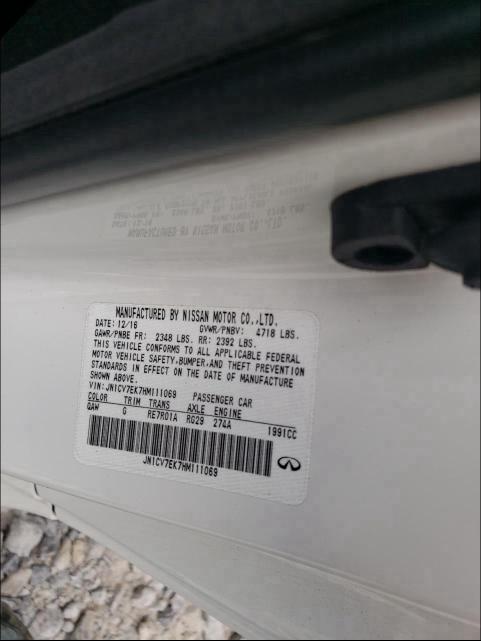 MANUFACTURED BY NISSAN MOTOR CO.,LTD.
DATE: 12/16 GVWR/PNBV: 4718 LBS.
GAWR/PNBE FR: 2348 LBS. RR: 2392 LBS.
THIS VEHICLE CONFORMS TO ALL APPLICABLE FEDERAL
MOTOR VEHICLE SAFETY,BUMPER,AND THEFT PREVENTION
STANDARDS IN EFFECT ON THE DATE OF MANUFACTURE
SHOWN ABOVE.
VIN: JN1CV7EK7HM111069 PASSENGER CAR
COLOR TRIM TRANS AXLE ENGINE
QAW G RE7R01A RG29 274A 1991CC
JN1CV7EK7HM111069